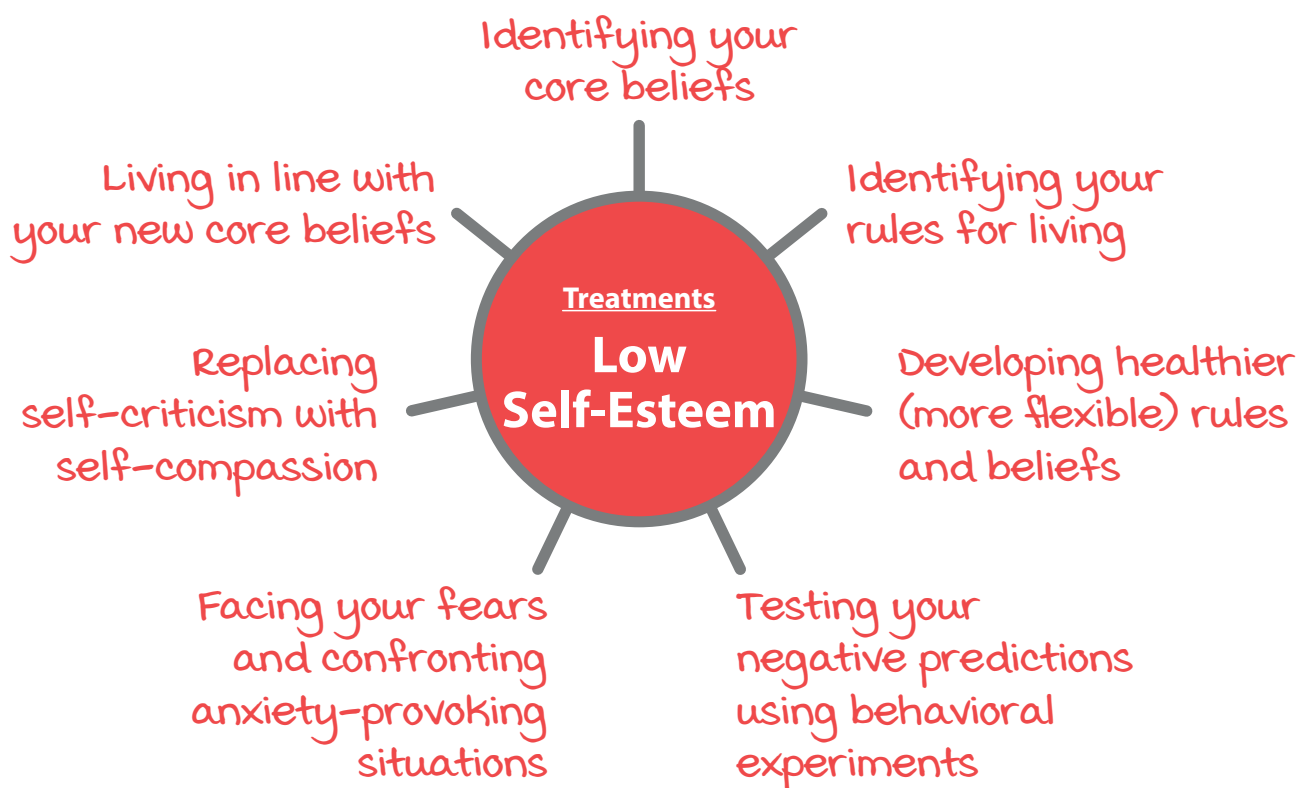 Identifying your
core beliefs
Identifying your
rules for living
Developing healthier
(more flexible) rules
and beliefs
Testing your
negative predictions
using behavioral
experiments
Facing your fears
and confronting
anxiety-provoking
situations
Replacing
self-criticism with
self-compassion
Living in line with
your new core beliefs
Treatments
Low
Self-Esteem